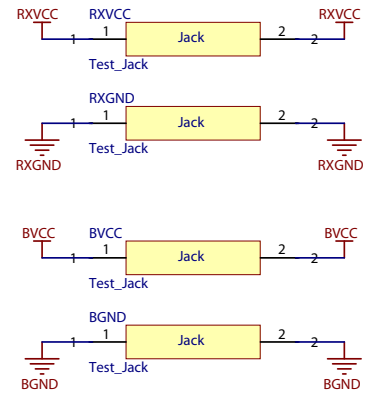 RXVCC RXVCC RXVCC
1 1 Jack 2 2
Test_Jack
RXGND
1 1 Jack 2 2
Test_Jack
RXGND RXGND
BVCC BVCC BVCC
1 1 Jack 2 2
Test_Jack
BGND
1 1 Jack 2 2
Test_Jack
BGND BGND